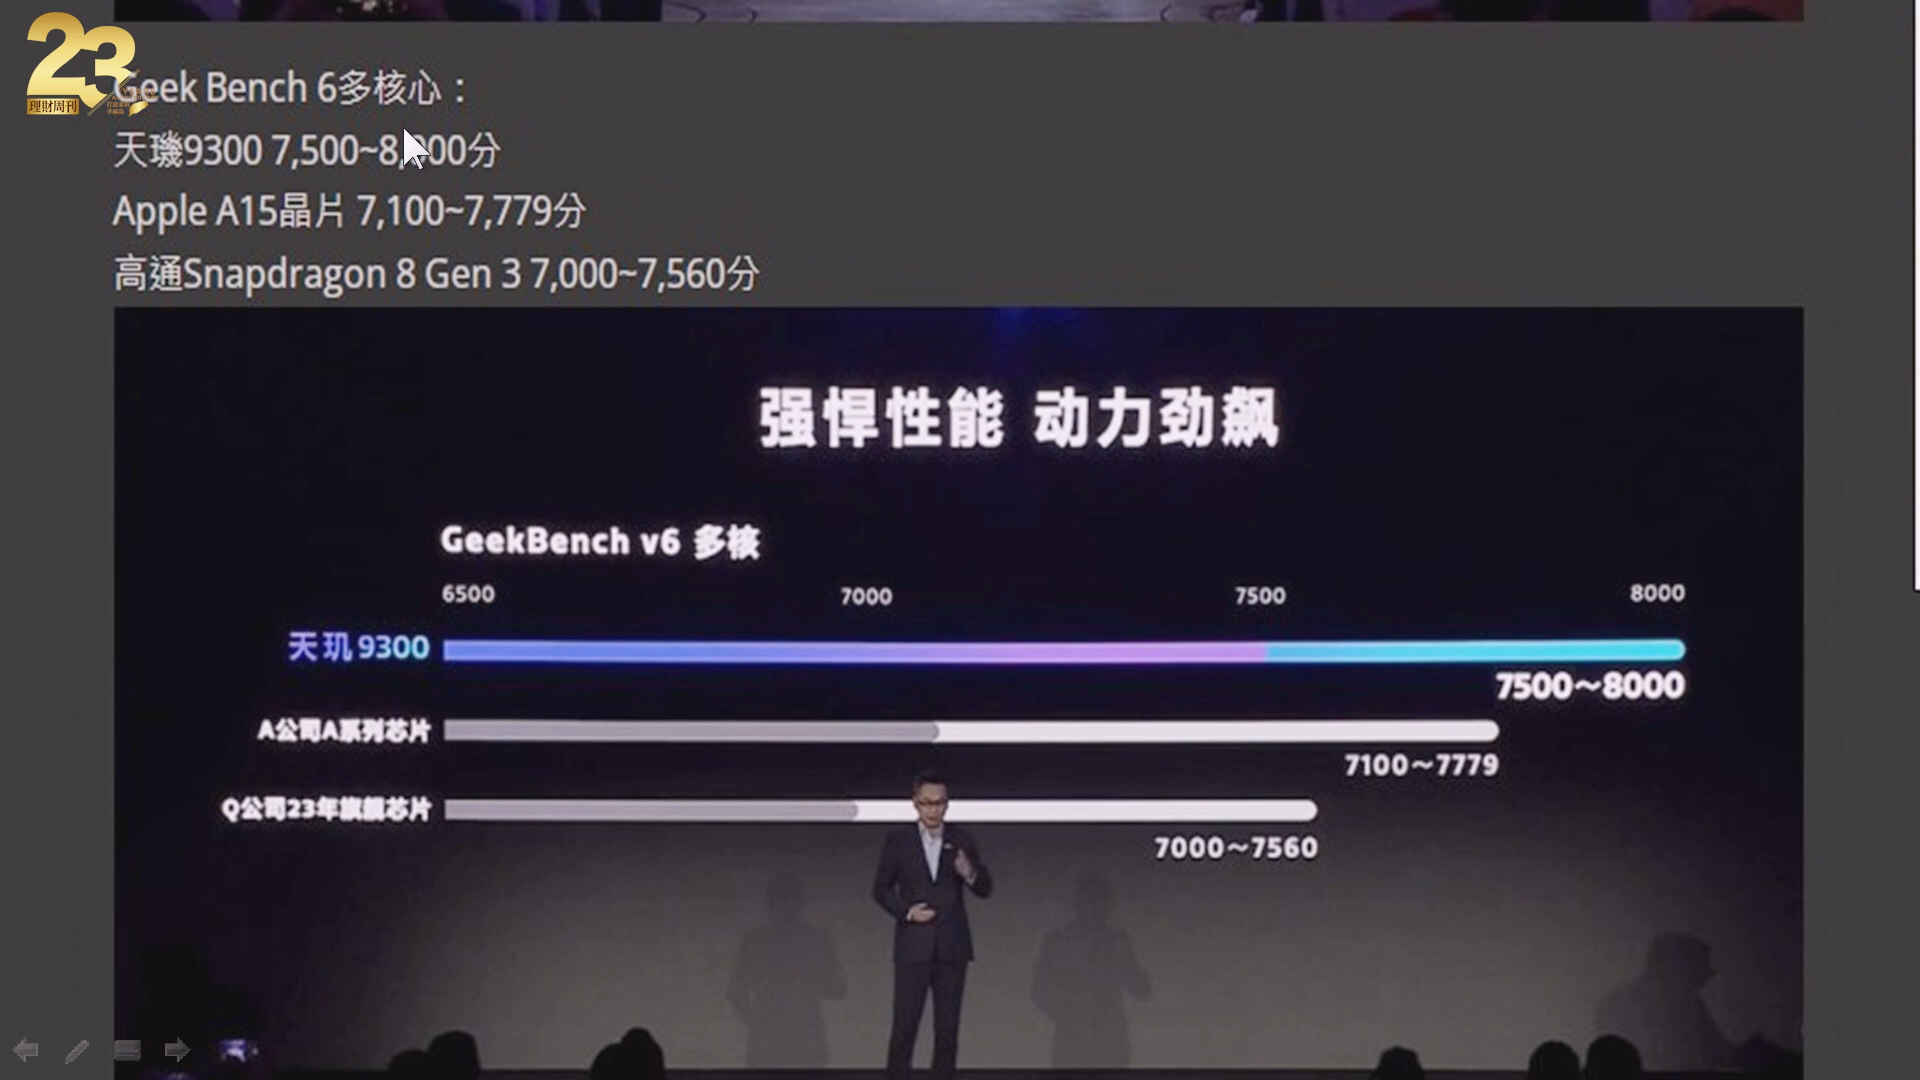 23
理財周刊
Geek Bench 6多核心：
天璣9300 7,500~8,000分
Apple A15晶片 7,100~7,779分
高通Snapdragon 8 Gen 3 7,000~7,560分
强悍性能 动力劲飙
GeekBench v6 多核
6500 7000 7500 8000
天玑9300
7500~8000
A公司A系列芯片
7100~7779
Q公司23年旗舰芯片
7000~7560